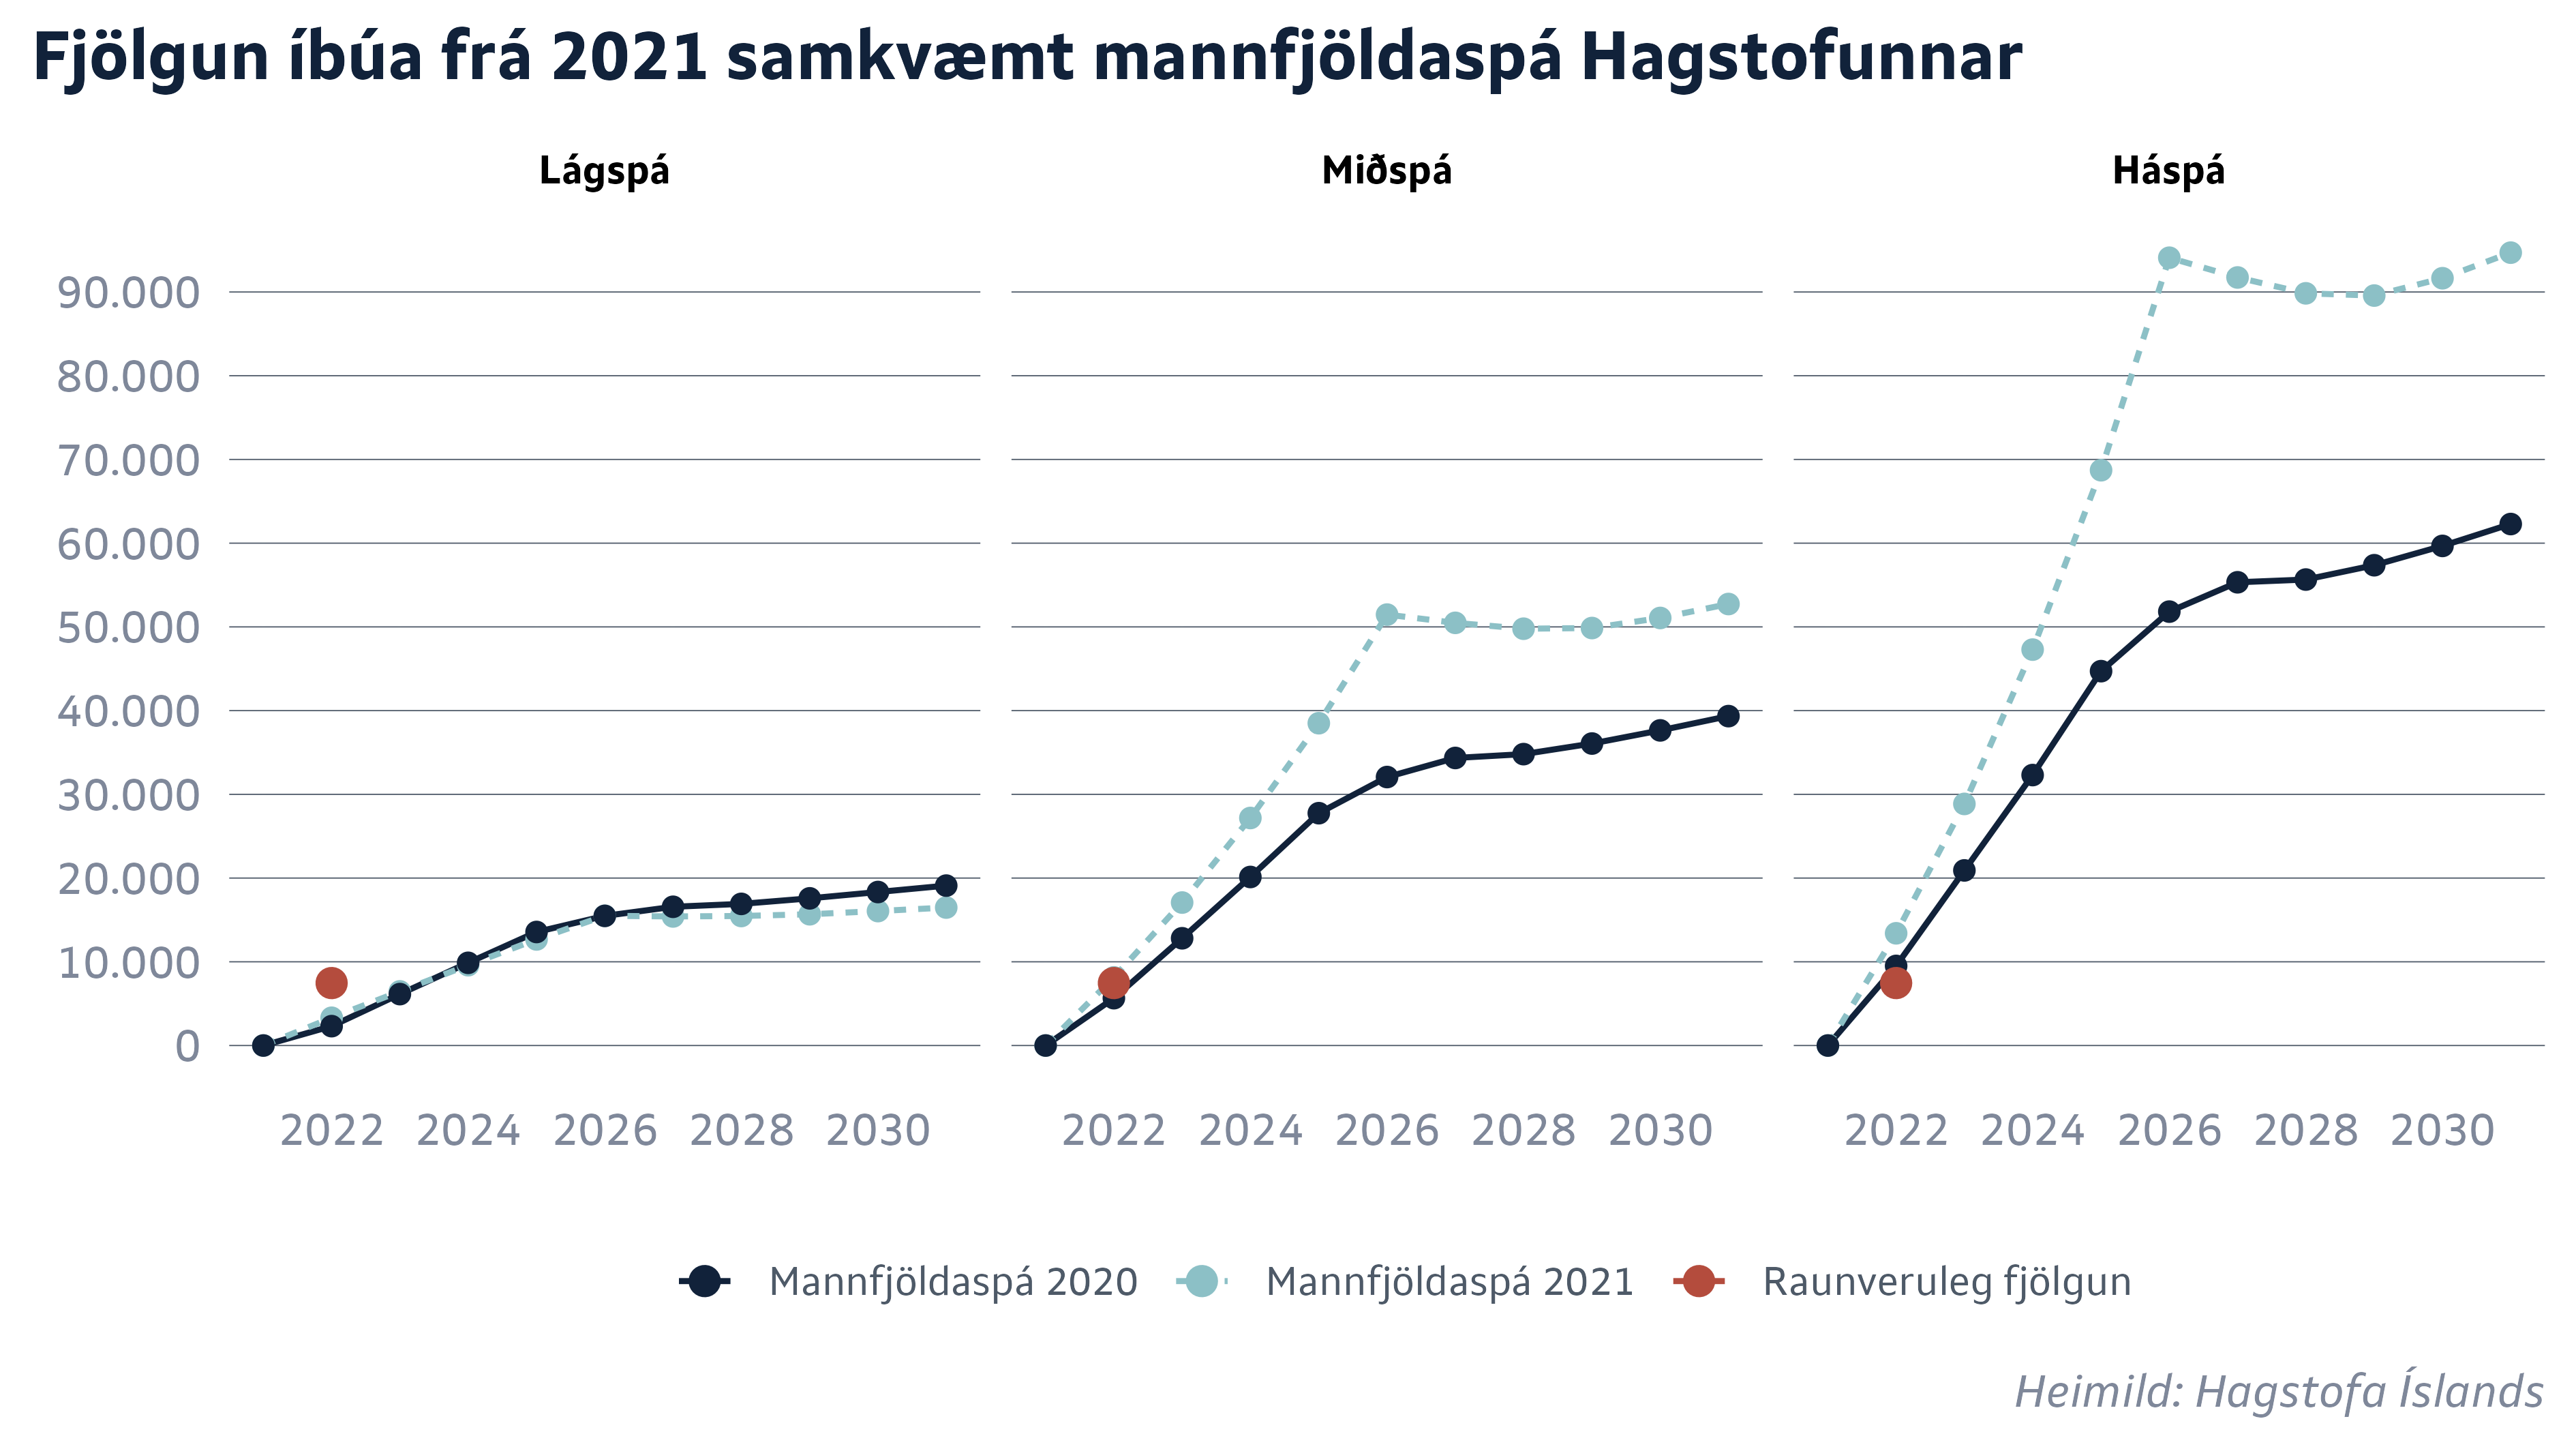 Fjölgun íbúa frá 2021 samkvæmt mannfjöldaspá Hagstofunnar
Lágspá Miðspá Háspá
90.000
80.000
70.000
60.000
50.000
40.000
30.000
20.000
10.000
0
2022 2024 2026 2028 2030 2022 2024 2026 2028 2030 2022 2024 2026 2028 2030
Mannfjöldaspá 2020 Mannfjöldaspá 2021 Raunveruleg fjölgun
Heimild: Hagstofa Íslands